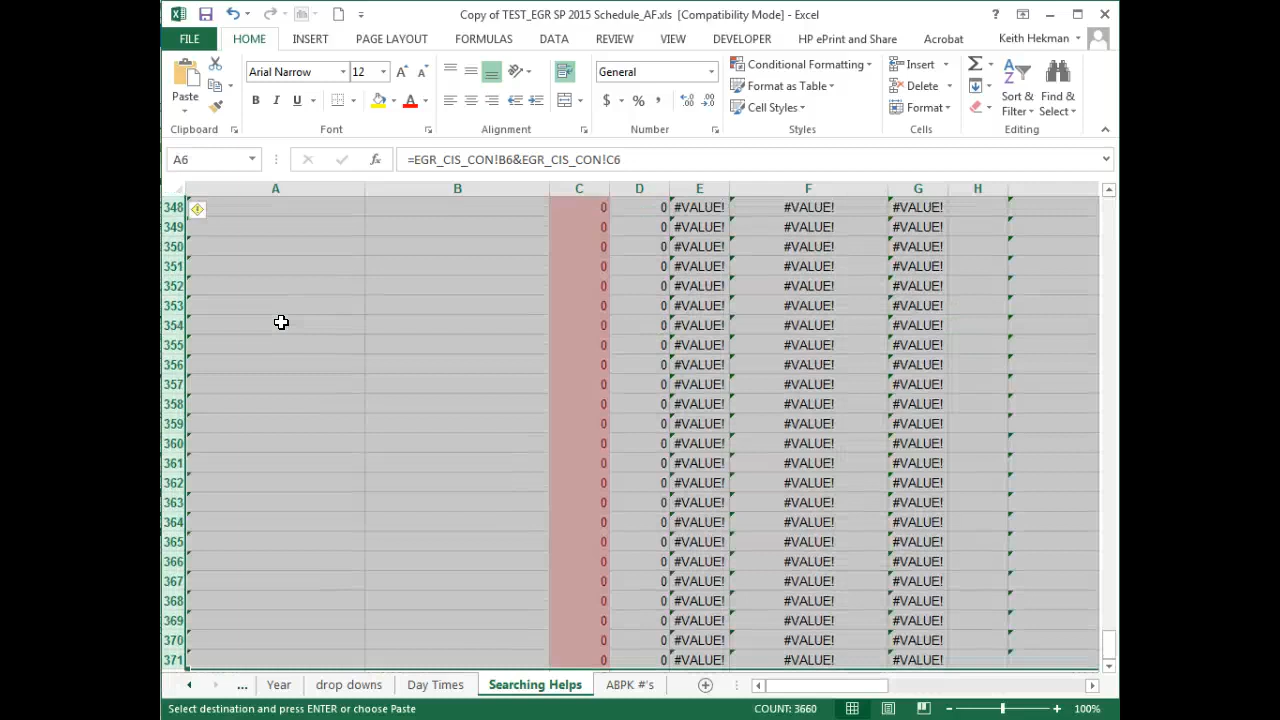 Copy of TEST_EGR SP 2015 Schedule_AF.xls [Compatibility Mode] - Excel
FILE HOME INSERT PAGE LAYOUT FORMULAS DATA REVIEW VIEW DEVELOPER HP ePrint and Share Acrobat Keith Hekman
Arial Narrow 12 General Conditional Formatting Insert
Paste Format as Table Delete Sort & Find &
B I U A $ % , Cell Styles Format Filter Select
Clipboard Font Alignment Number Styles Cells Editing
A6 fx =EGR_CIS_CON!B6&EGR_CIS_CON!C6
A B C D E F G H
348 0 0 #VALUE! #VALUE! #VALUE!
349 0 0 #VALUE! #VALUE! #VALUE!
350 0 0 #VALUE! #VALUE! #VALUE!
351 0 0 #VALUE! #VALUE! #VALUE!
352 0 0 #VALUE! #VALUE! #VALUE!
353 0 0 #VALUE! #VALUE! #VALUE!
354 0 0 #VALUE! #VALUE! #VALUE!
355 0 0 #VALUE! #VALUE! #VALUE!
356 0 0 #VALUE! #VALUE! #VALUE!
357 0 0 #VALUE! #VALUE! #VALUE!
358 0 0 #VALUE! #VALUE! #VALUE!
359 0 0 #VALUE! #VALUE! #VALUE!
360 0 0 #VALUE! #VALUE! #VALUE!
361 0 0 #VALUE! #VALUE! #VALUE!
362 0 0 #VALUE! #VALUE! #VALUE!
363 0 0 #VALUE! #VALUE! #VALUE!
364 0 0 #VALUE! #VALUE! #VALUE!
365 0 0 #VALUE! #VALUE! #VALUE!
366 0 0 #VALUE! #VALUE! #VALUE!
367 0 0 #VALUE! #VALUE! #VALUE!
368 0 0 #VALUE! #VALUE! #VALUE!
369 0 0 #VALUE! #VALUE! #VALUE!
370 0 0 #VALUE! #VALUE! #VALUE!
371 0 0 #VALUE! #VALUE! #VALUE!
... Year drop downs Day Times Searching Helps ABPK #'s
Select destination and press ENTER or choose Paste COUNT: 3660 100%